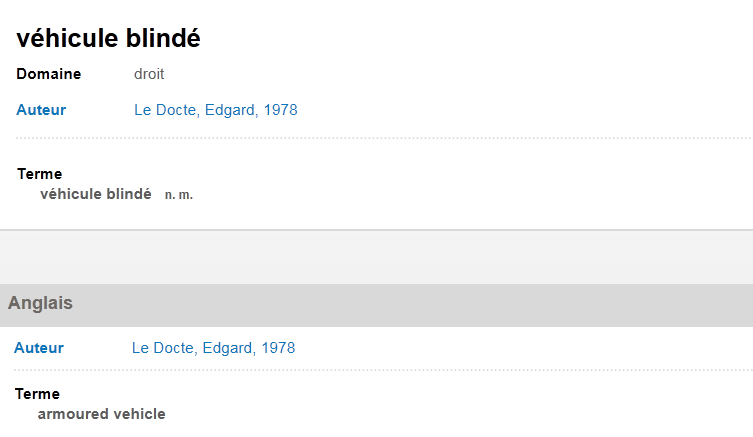 véhicule blindé
Domaine droit
Auteur Le Docte, Edgard, 1978
Terme
véhicule blindé n. m.
Anglais
Auteur Le Docte, Edgard, 1978
Terme
armoured vehicle